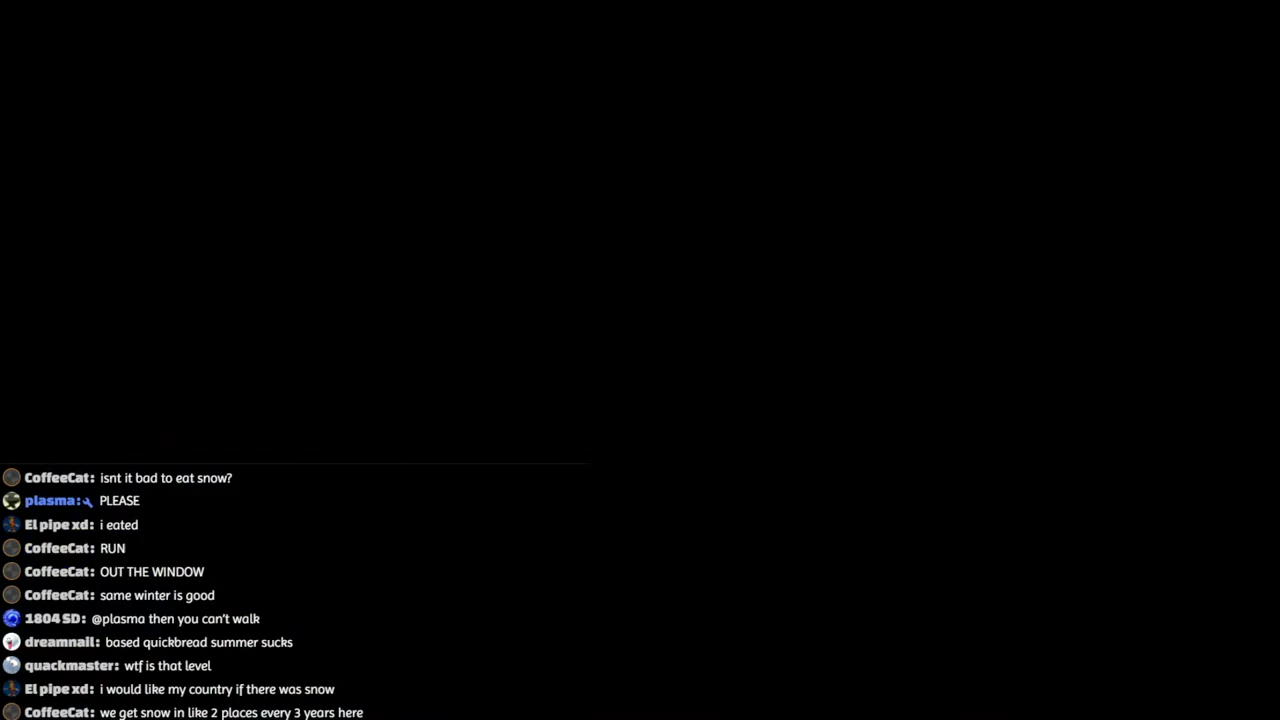 CoffeeCat: isnt it bad to eat snow?
plasma: PLEASE
El pipe xd: i eated
CoffeeCat: RUN
CoffeeCat: OUT THE WINDOW
CoffeeCat: same winter is good
1804 SD: @plasma then you can't walk
dreamnail: based quickbread summer sucks
quackmaster: wtf is that level
El pipe xd: i would like my country if there was snow
CoffeeCat: we get snow in like 2 places every 3 years here